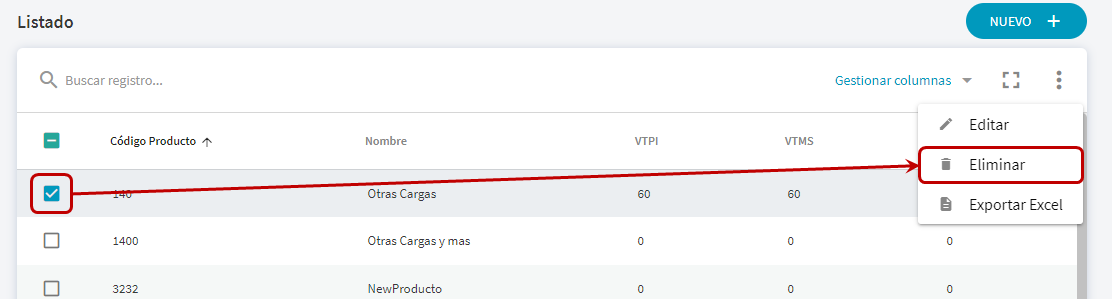 Listado
NUEVO +
Buscar registro...
Gestionar columnas
Editar
Código Producto Nombre VTPI VTMS
Eliminar
140 Otras Cargas 60 60
Exportar Excel
1400 Otras Cargas y mas 0 0 0
3232 NewProducto 0 0 0